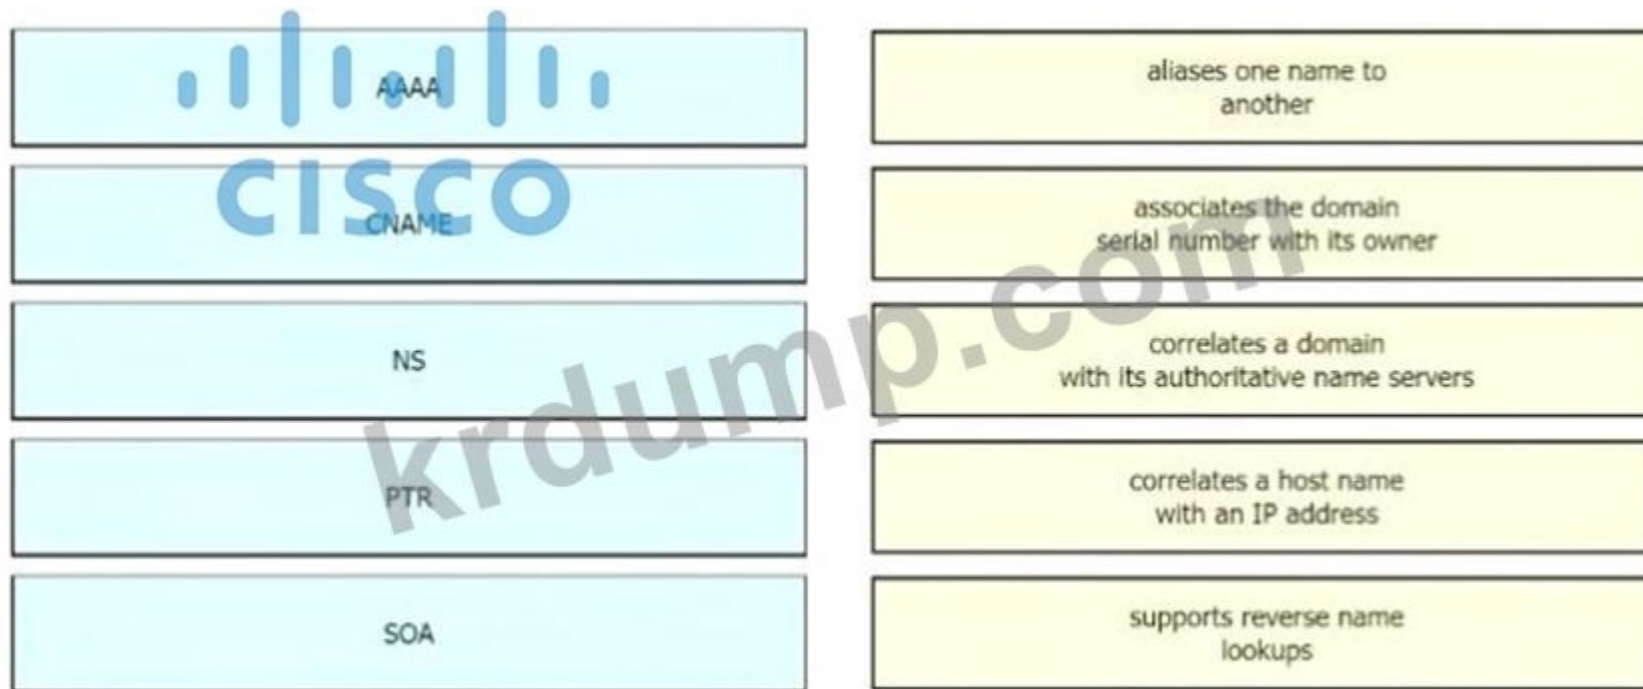 AAAA
CISCO
CNAME
NS
PTR
SOA
aliases one name to
another
associates the domain
serial number with its owner
correlates a domain
with its authoritative name servers
correlates a host name
with an IP address
supports reverse name
lookups
krdump.com